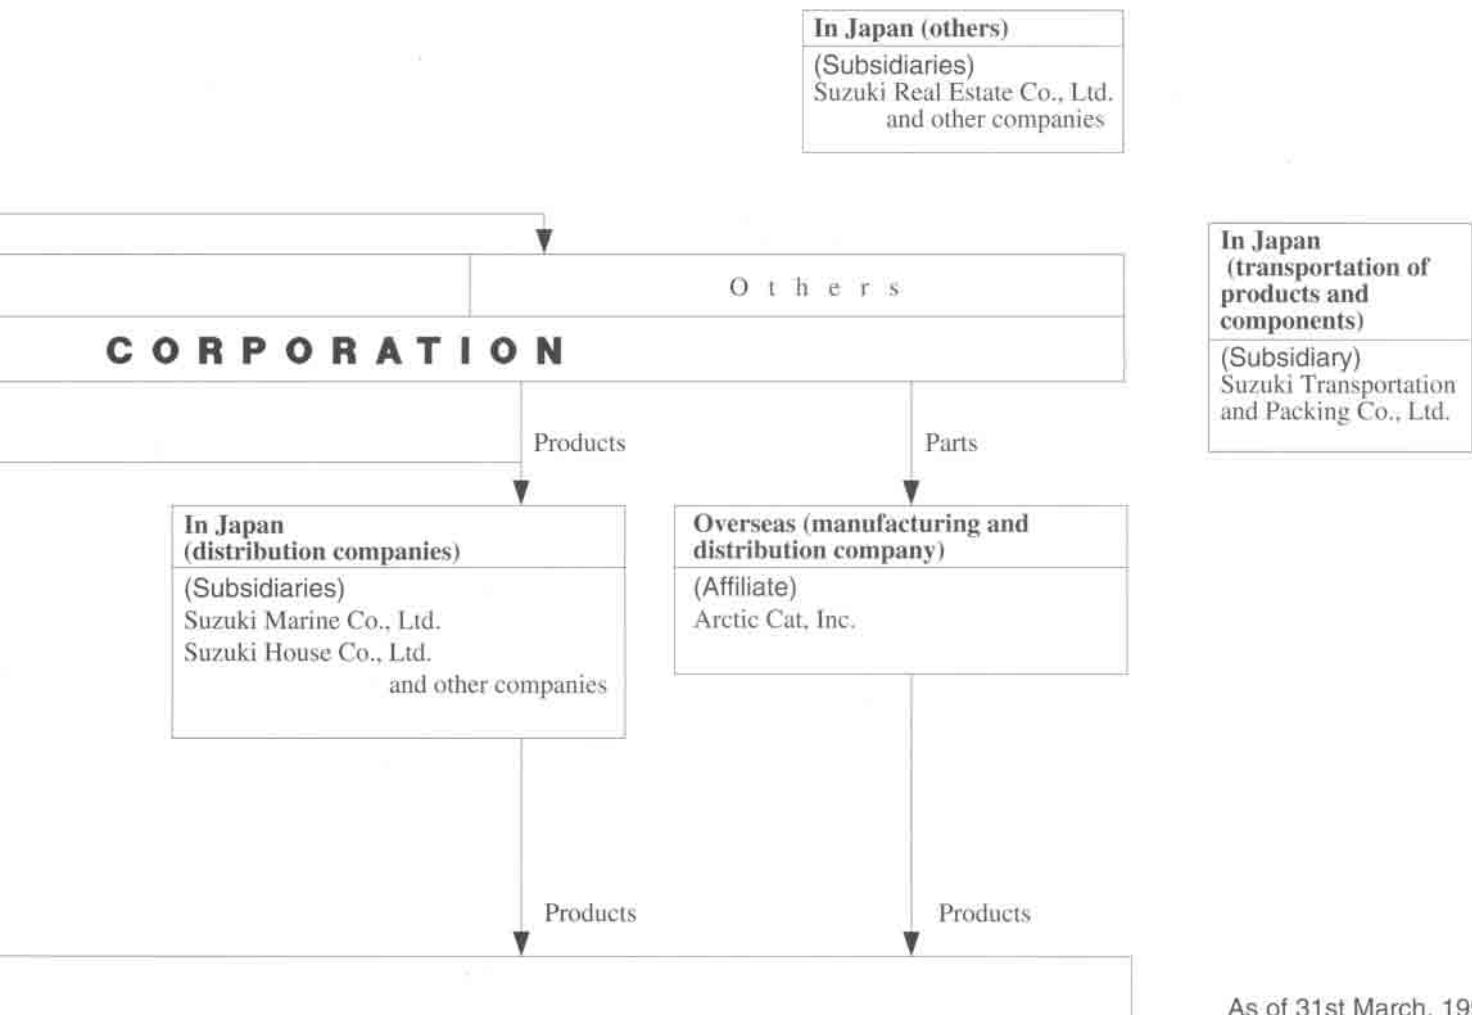 In Japan (others)
(Subsidiaries)
Suzuki Real Estate Co., Ltd.
and other companies
In Japan
(transportation of
products and
components)
(Subsidiary)
Suzuki Transportation
and Packing Co., Ltd.
Others
CORPORATION
Products
Parts
In Japan
(distribution companies)
(Subsidiaries)
Suzuki Marine Co., Ltd.
Suzuki House Co., Ltd.
and other companies
Overseas (manufacturing and
distribution company)
(Affiliate)
Arctic Cat, Inc.
Products
Products
As of 31st March,